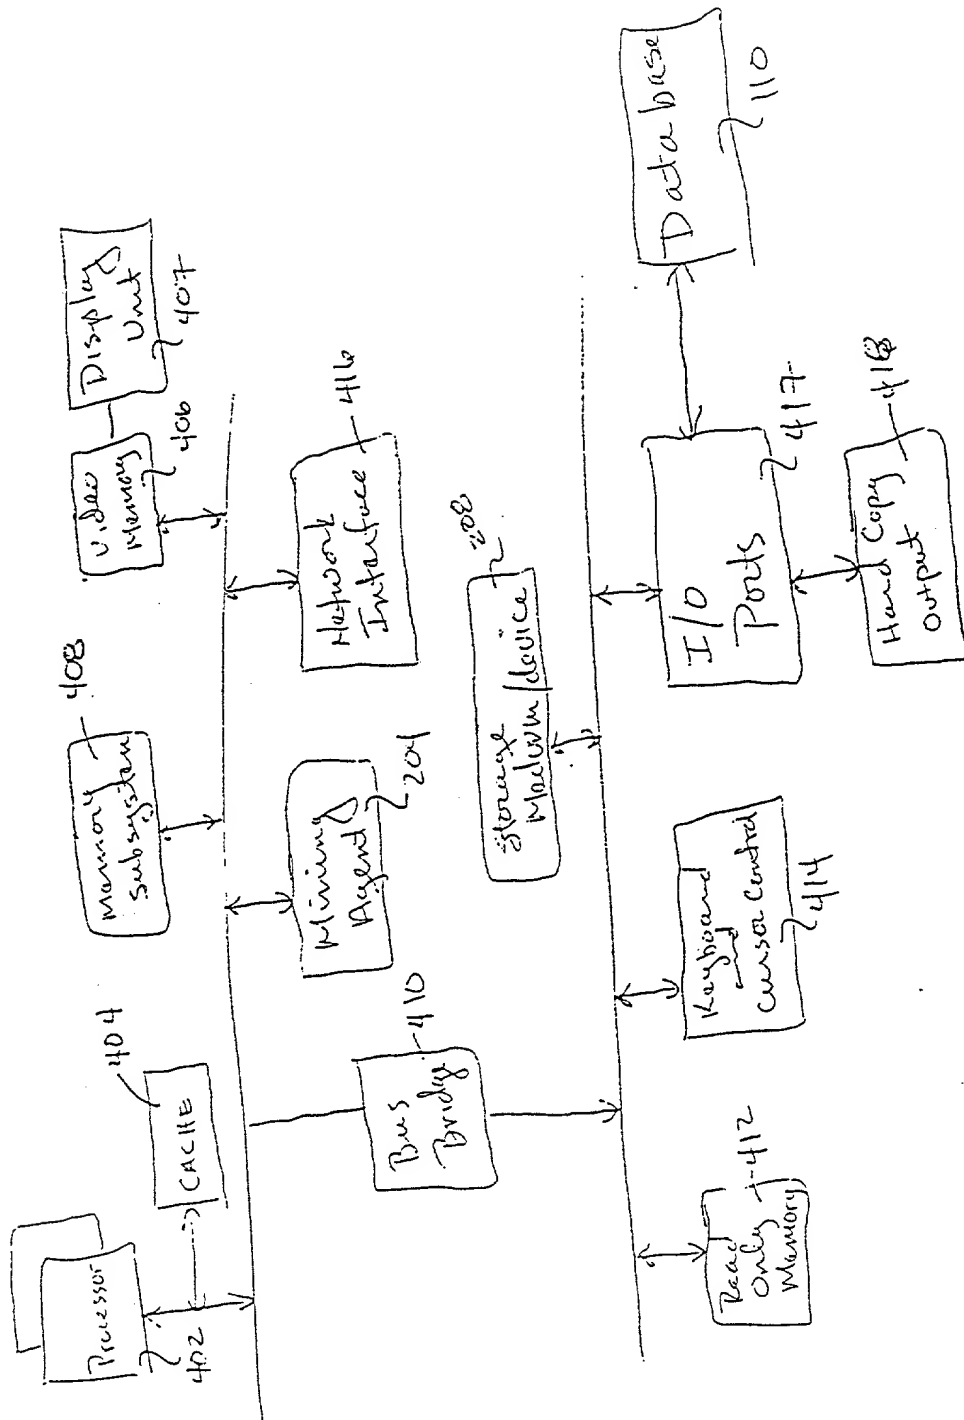 Processor
402
CACHE
404
Memory
Subsystem
408
Video
Memory
406
Display
Unit
407
Bus
Bridge
410
Mining
Agent
204
Network
Interface
416
Storage
Medium/device
208
Read
Only
Memory
412
Keyboard
and
Cursor Control
414
I/O
Ports
417
Database
110
Hard Copy
Output
418